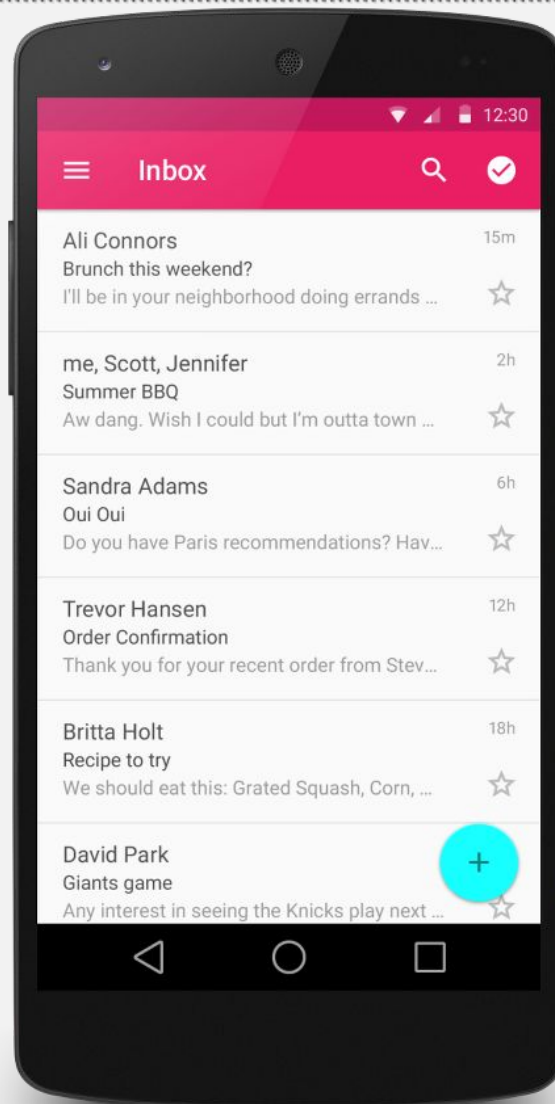 12:30
Inbox
Ali Connors
15m
Brunch this weekend?
I'll be in your neighborhood doing errands ...
me, Scott, Jennifer
2h
Summer BBQ
Aw dang. Wish I could but I'm outta town ...
Sandra Adams
6h
Oui Oui
Do you have Paris recommendations? Hav...
Trevor Hansen
12h
Order Confirmation
Thank you for your recent order from Stev...
Britta Holt
18h
Recipe to try
We should eat this: Grated Squash, Corn, ...
David Park
Giants game
Any interest in seeing the Knicks play next ...